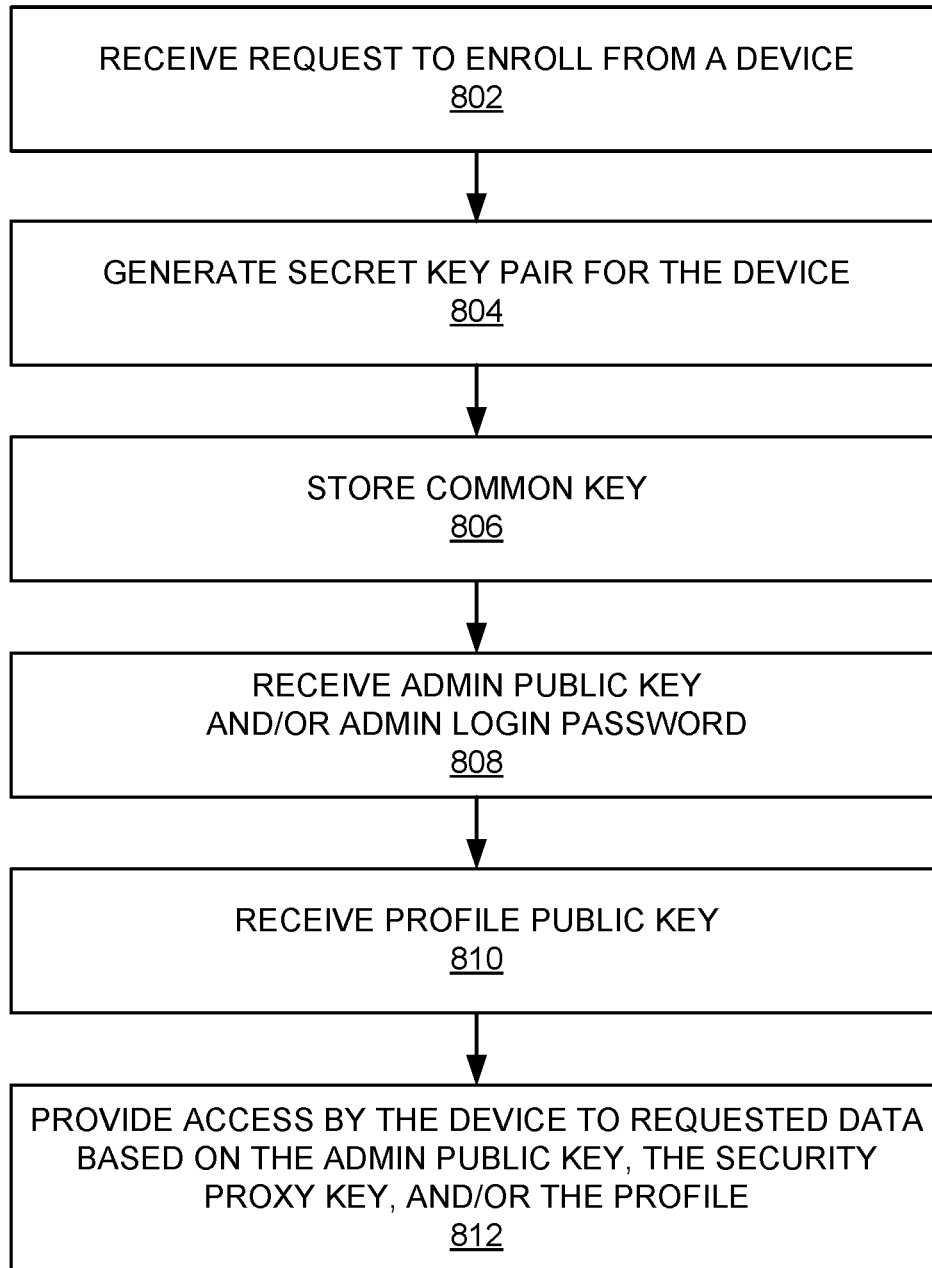 RECEIVE REQUEST TO ENROLL FROM A DEVICE
802
GENERATE SECRET KEY PAIR FOR THE DEVICE
804
STORE COMMON KEY
806
RECEIVE ADMIN PUBLIC KEY
AND/OR ADMIN LOGIN PASSWORD
808
RECEIVE PROFILE PUBLIC KEY
810
PROVIDE ACCESS BY THE DEVICE TO REQUESTED DATA
BASED ON THE ADMIN PUBLIC KEY, THE SECURITY
PROXY KEY, AND/OR THE PROFILE
812